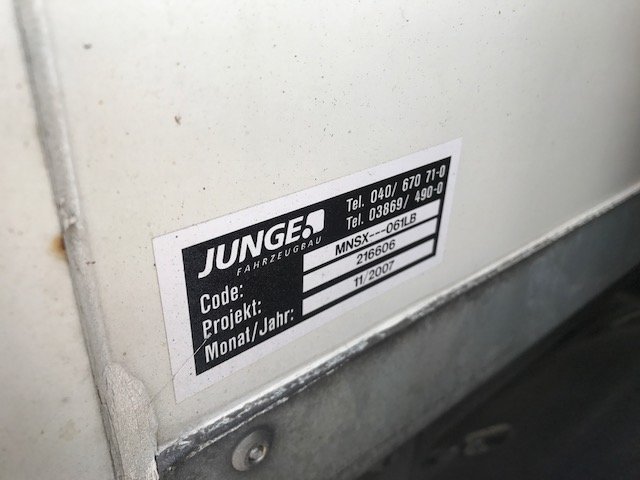 JUNGE
FAHRZEUGBAU
Tel. 040/ 670 71-0
Tel. 03869/ 490-0
Code: MNSX---061LB
Projekt: 216606
Monat/Jahr: 11/2007